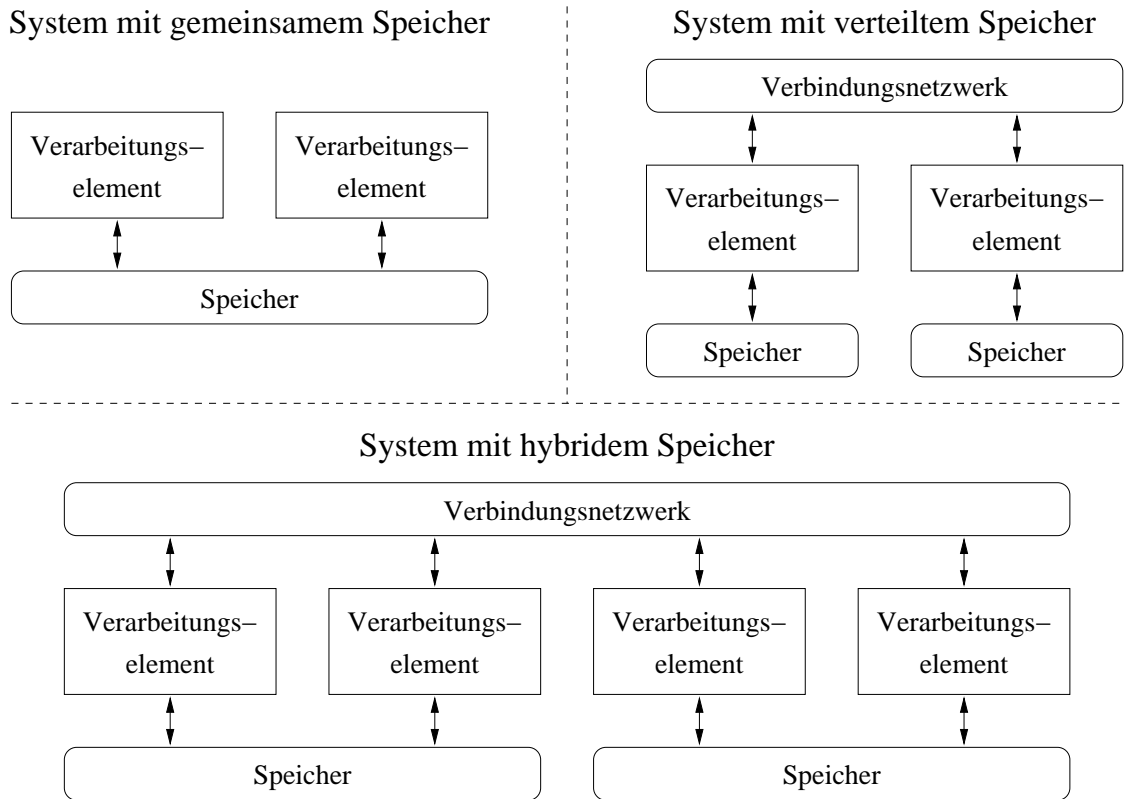 System mit gemeinsamem Speicher
Verarbeitungs–
element
Verarbeitungs–
element
Speicher
System mit verteiltem Speicher
Verbindungsnetzwerk
Verarbeitungs–
element
Verarbeitungs–
element
Speicher
Speicher
System mit hybridem Speicher
Verbindungsnetzwerk
Verarbeitungs–
element
Verarbeitungs–
element
Verarbeitungs–
element
Verarbeitungs–
element
Speicher
Speicher